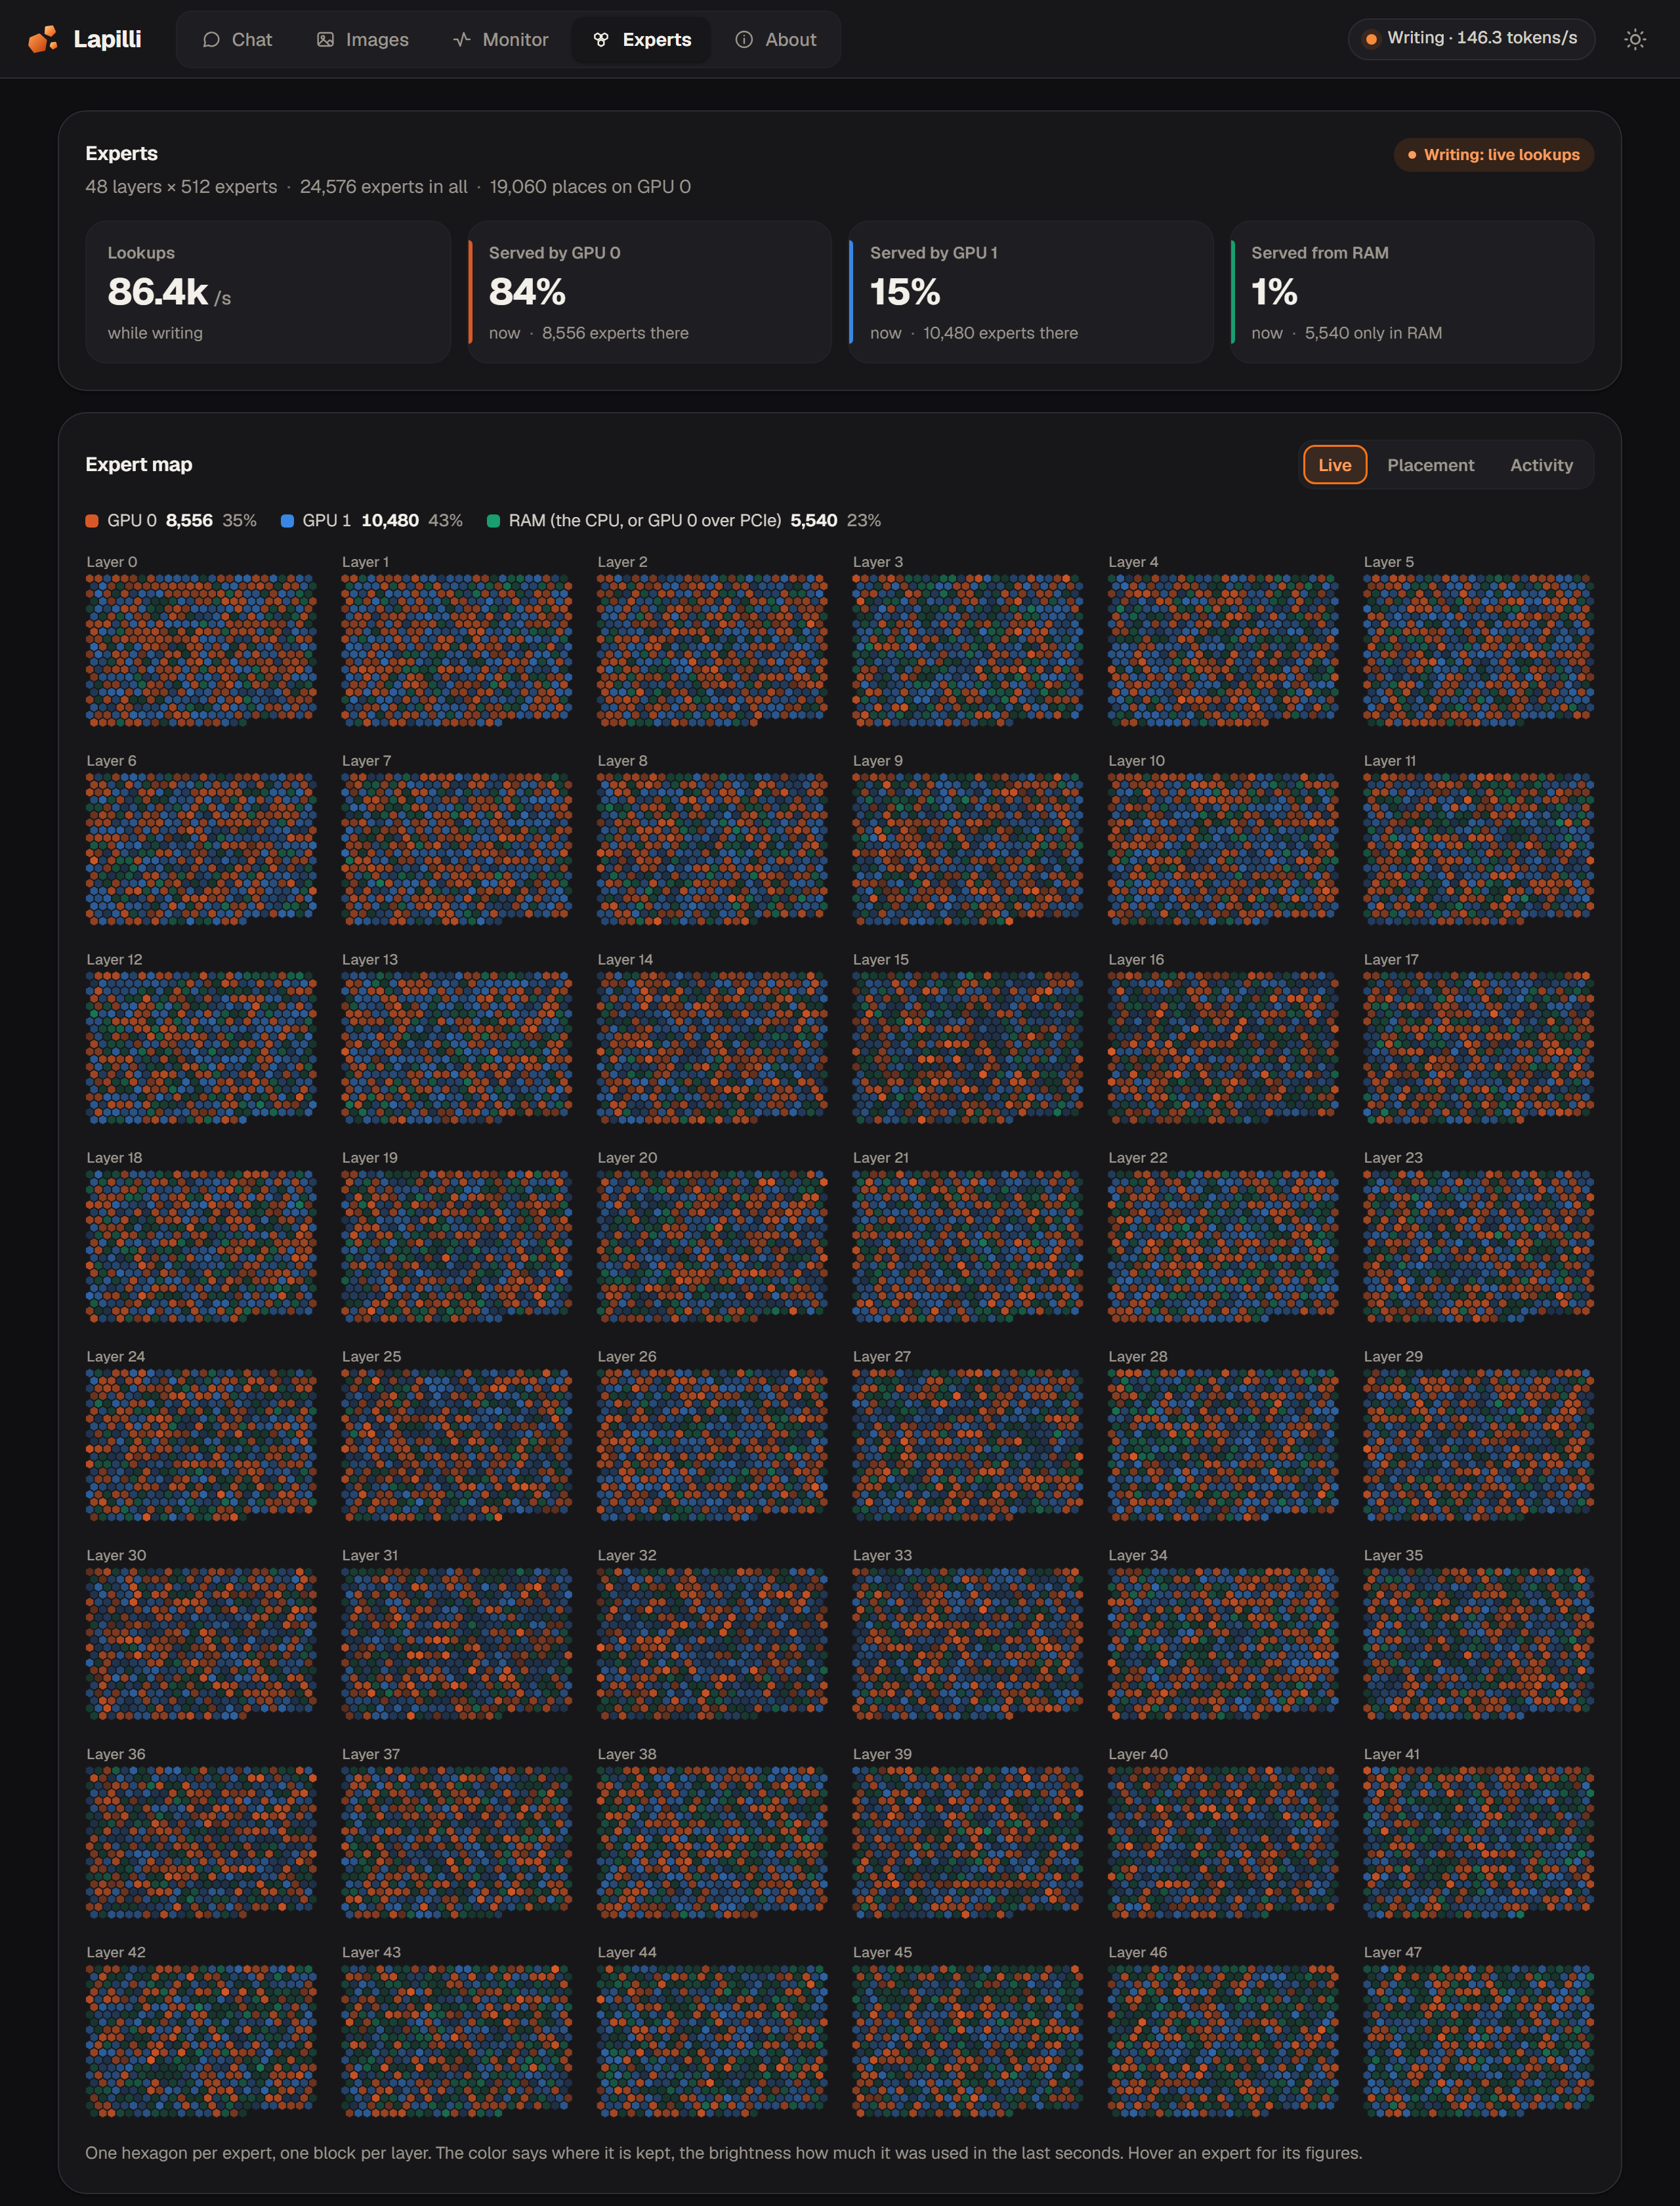 Lapilli
Chat
Images
Monitor
Experts
About
Writing · 146.3 tokens/s
Experts
Writing: live lookups
48 layers × 512 experts · 24,576 experts in all · 19,060 places on GPU 0
Lookups
86.4k /s
while writing
Served by GPU 0
84%
now · 8,556 experts there
Served by GPU 1
15%
now · 10,480 experts there
Served from RAM
1%
now · 5,540 only in RAM
Expert map
Live
Placement
Activity
GPU 0 8,556 35% GPU 1 10,480 43% RAM (the CPU, or GPU 0 over PCIe) 5,540 23%
Layer 0
Layer 1
Layer 2
Layer 3
Layer 4
Layer 5
Layer 6
Layer 7
Layer 8
Layer 9
Layer 10
Layer 11
Layer 12
Layer 13
Layer 14
Layer 15
Layer 16
Layer 17
Layer 18
Layer 19
Layer 20
Layer 21
Layer 22
Layer 23
Layer 24
Layer 25
Layer 26
Layer 27
Layer 28
Layer 29
Layer 30
Layer 31
Layer 32
Layer 33
Layer 34
Layer 35
Layer 36
Layer 37
Layer 38
Layer 39
Layer 40
Layer 41
Layer 42
Layer 43
Layer 44
Layer 45
Layer 46
Layer 47
One hexagon per expert, one block per layer. The color says where it is kept, the brightness how much it was used in the last seconds. Hover an expert for its figures.